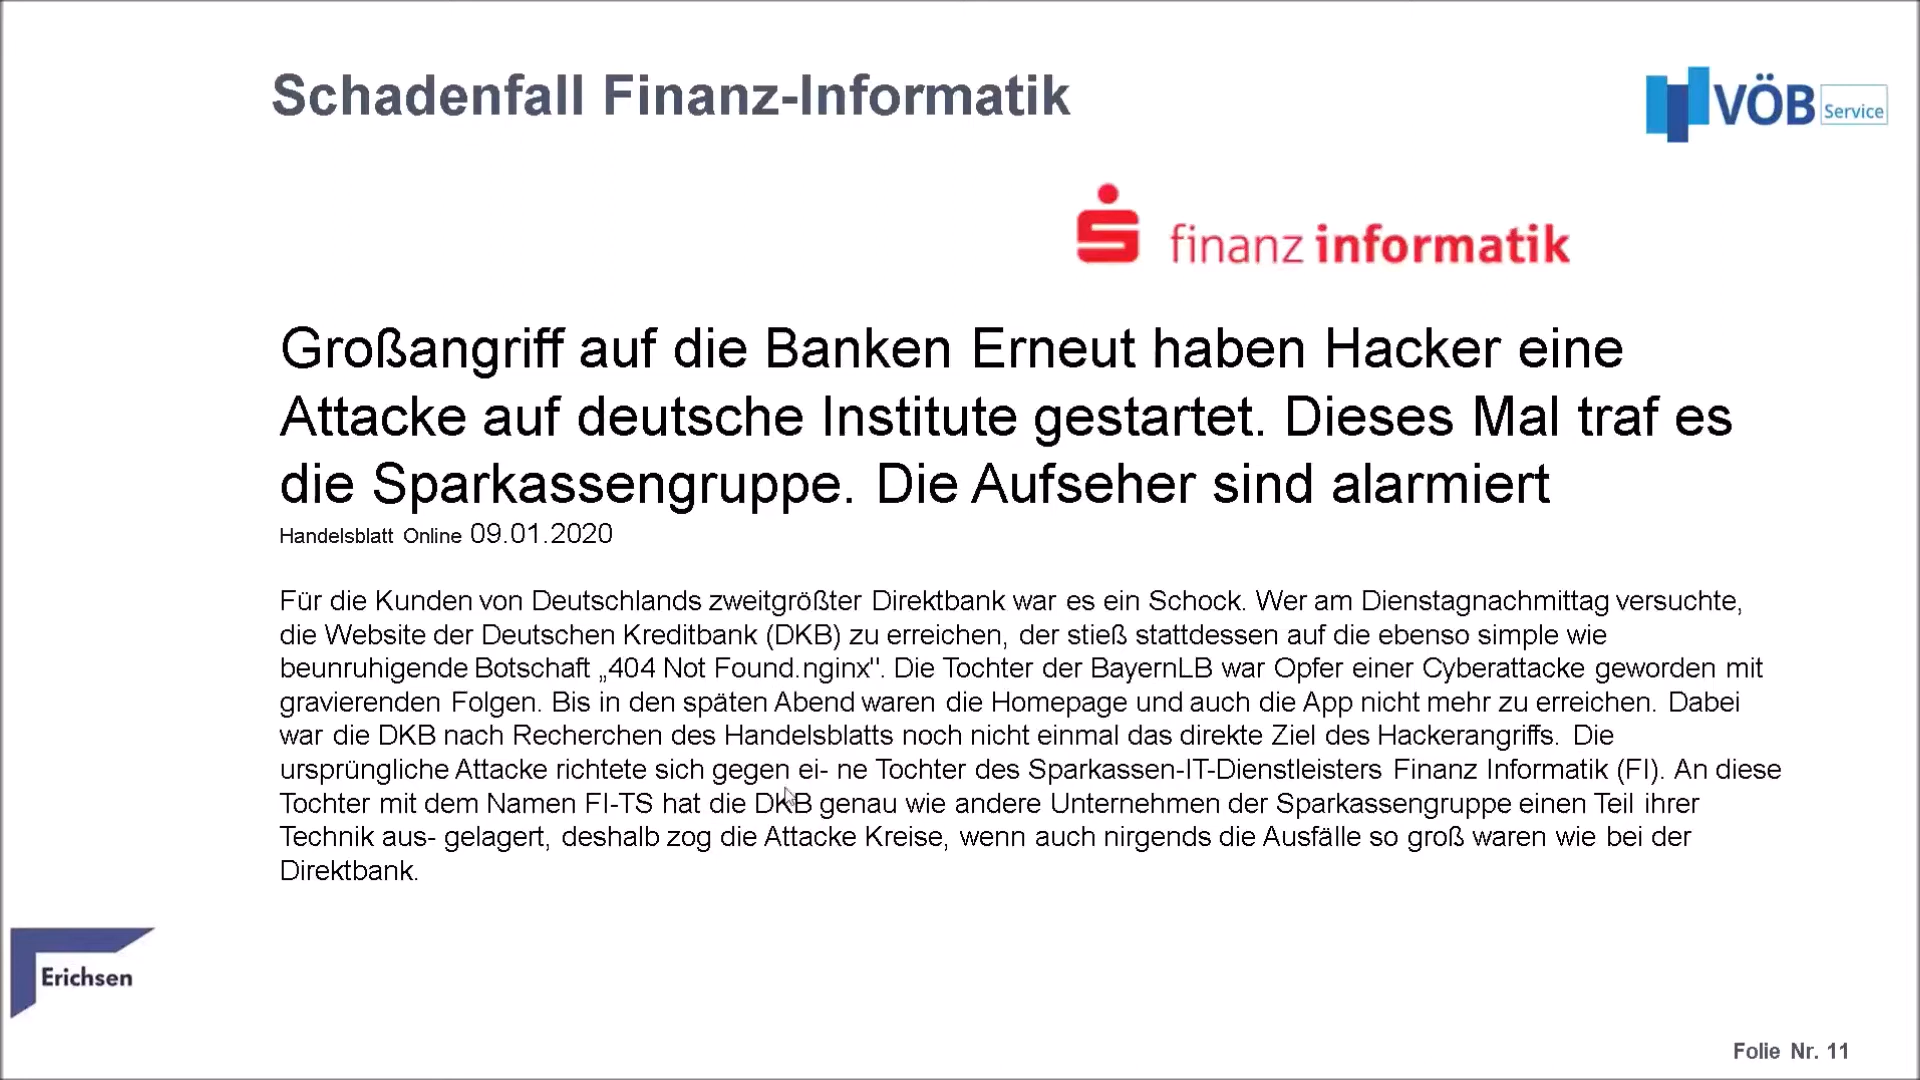 Schadenfall Finanz-Informatik
VÖB Service
finanz informatik
Großangriff auf die Banken Erneut haben Hacker eine
Attacke auf deutsche Institute gestartet. Dieses Mal traf es
die Sparkassengruppe. Die Aufseher sind alarmiert
Handelsblatt Online 09.01.2020
Für die Kunden von Deutschlands zweitgrößter Direktbank war es ein Schock. Wer am Dienstagnachmittag versuchte,
die Website der Deutschen Kreditbank (DKB) zu erreichen, der stieß stattdessen auf die ebenso simple wie
beunruhigende Botschaft „404 Not Found.nginx". Die Tochter der BayernLB war Opfer einer Cyberattacke geworden mit
gravierenden Folgen. Bis in den späten Abend waren die Homepage und auch die App nicht mehr zu erreichen. Dabei
war die DKB nach Recherchen des Handelsblatts noch nicht einmal das direkte Ziel des Hackerangriffs. Die
ursprüngliche Attacke richtete sich gegen ei- ne Tochter des Sparkassen-IT-Dienstleisters Finanz Informatik (FI). An diese
Tochter mit dem Namen FI-TS hat die DKB genau wie andere Unternehmen der Sparkassengruppe einen Teil ihrer
Technik aus- gelagert, deshalb zog die Attacke Kreise, wenn auch nirgends die Ausfälle so groß waren wie bei der
Direktbank.
Erichsen
Folie Nr. 11